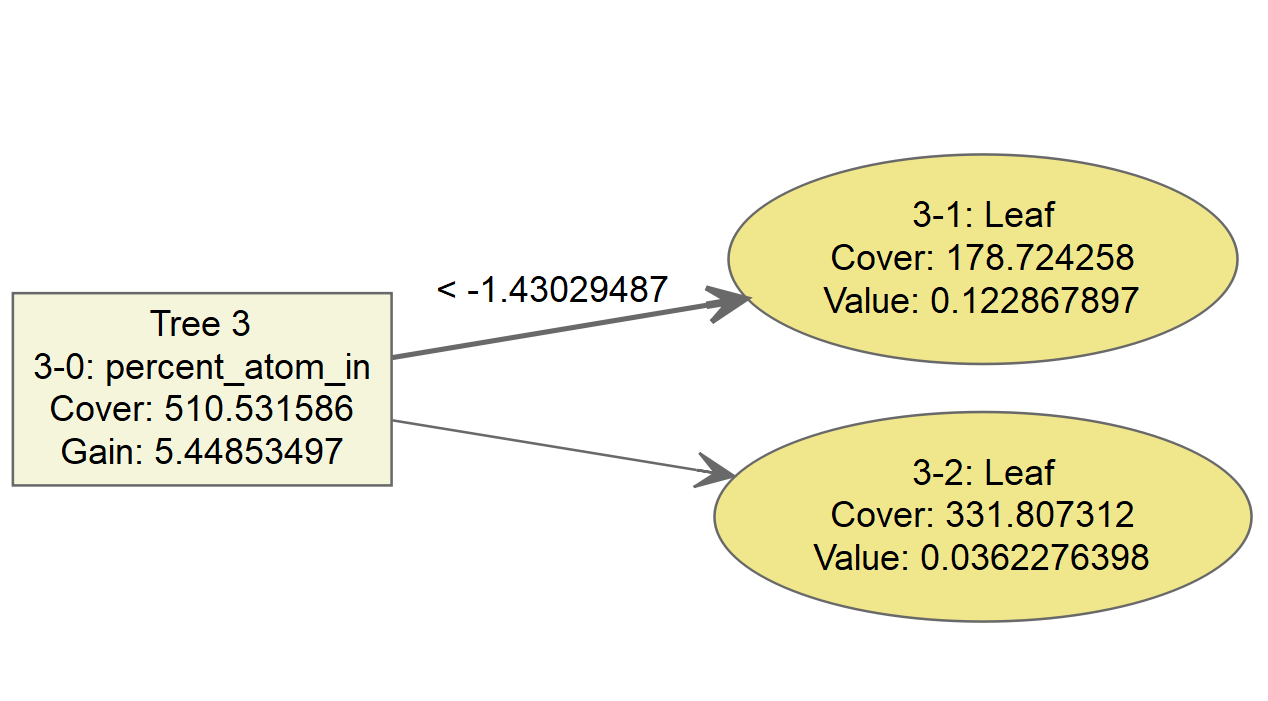 Tree 3
3-0: percent_atom_in
Cover: 510.531586
Gain: 5.44853497
< -1.43029487
3-1: Leaf
Cover: 178.724258
Value: 0.122867897
3-2: Leaf
Cover: 331.807312
Value: 0.0362276398